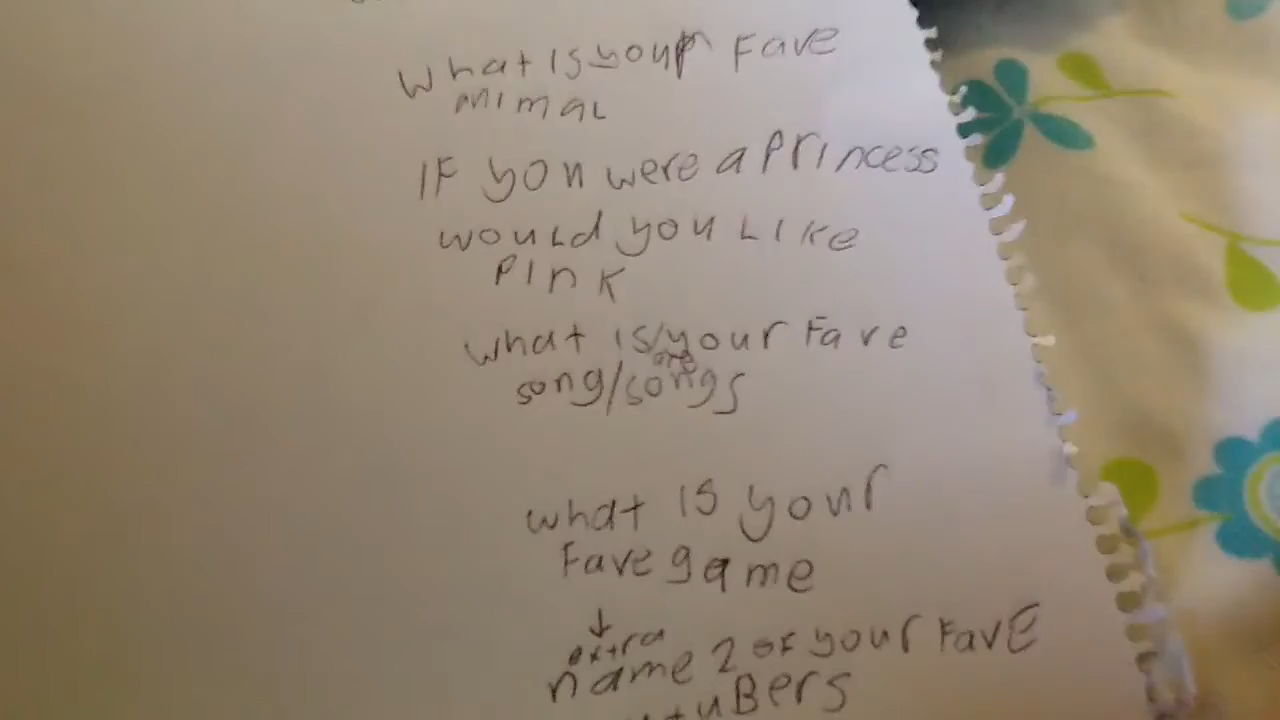 What is your Fave
animal
IF you were a Princess
would you Like
Pink
what is/your Fave
are
song/songs
what is your
Fave game
↓
extra
name 2 of your FavE